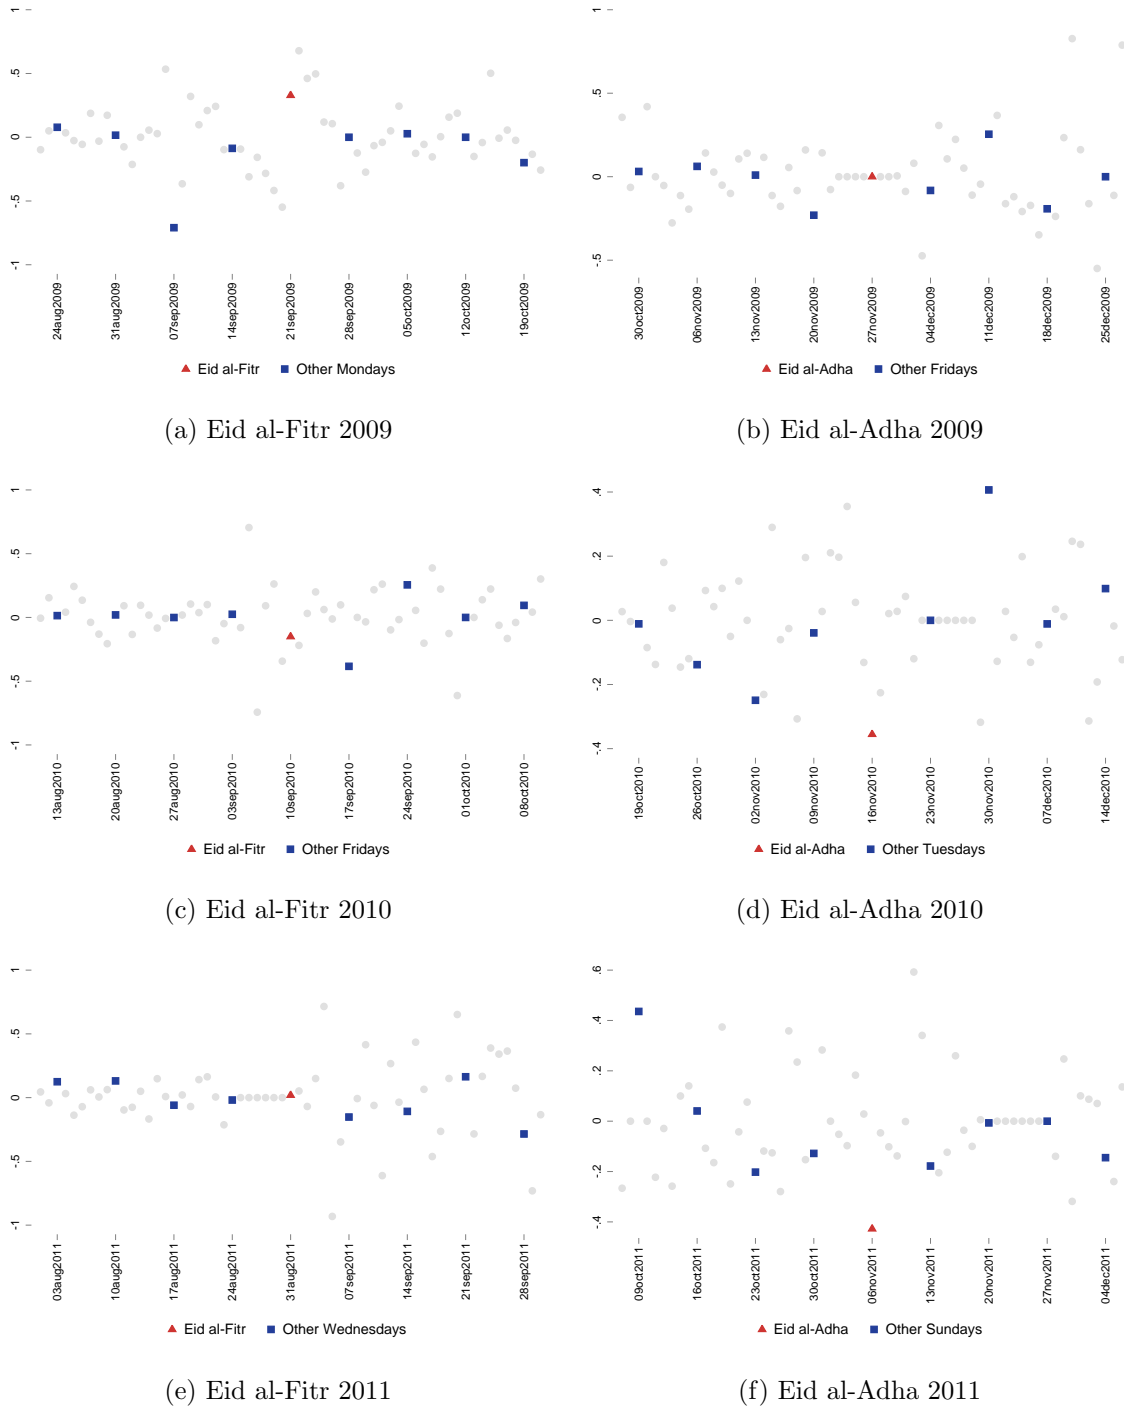 1
.5
0
-.5
-1
24aug2009
31aug2009
07sep2009
14sep2009
21sep2009
28sep2009
05oct2009
12oct2009
19oct2009
Eid al-Fitr
Other Mondays
(a) Eid al-Fitr 2009
1
.5
0
-.5
30oct2009
06nov2009
13nov2009
20nov2009
27nov2009
04dec2009
11dec2009
18dec2009
25dec2009
Eid al-Adha
Other Fridays
(b) Eid al-Adha 2009
1
.5
0
-.5
-1
13aug2010
20aug2010
27aug2010
03sep2010
10sep2010
17sep2010
24sep2010
01oct2010
08oct2010
Eid al-Fitr
Other Fridays
(c) Eid al-Fitr 2010
.4
.2
0
-.2
-.4
19oct2010
26oct2010
02nov2010
09nov2010
16nov2010
23nov2010
30nov2010
07dec2010
14dec2010
Eid al-Adha
Other Tuesdays
(d) Eid al-Adha 2010
1
.5
0
-.5
-1
03aug2011
10aug2011
17aug2011
24aug2011
31aug2011
07sep2011
14sep2011
21sep2011
28sep2011
Eid al-Fitr
Other Wednesdays
(e) Eid al-Fitr 2011
.6
.4
.2
0
-.2
-.4
09oct2011
16oct2011
23oct2011
30oct2011
06nov2011
13nov2011
20nov2011
27nov2011
04dec2011
Eid al-Adha
Other Sundays
(f) Eid al-Adha 2011